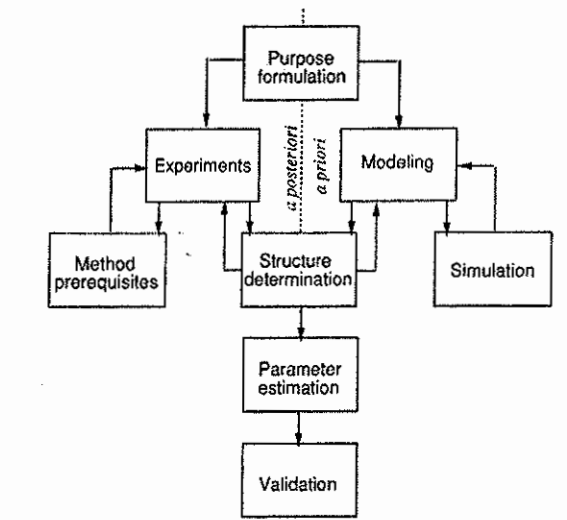 Purpose
formulation
a posteriori
a priori
Experiments
Modeling
Method
prerequisites
Structure
determination
Simulation
Parameter
estimation
Validation